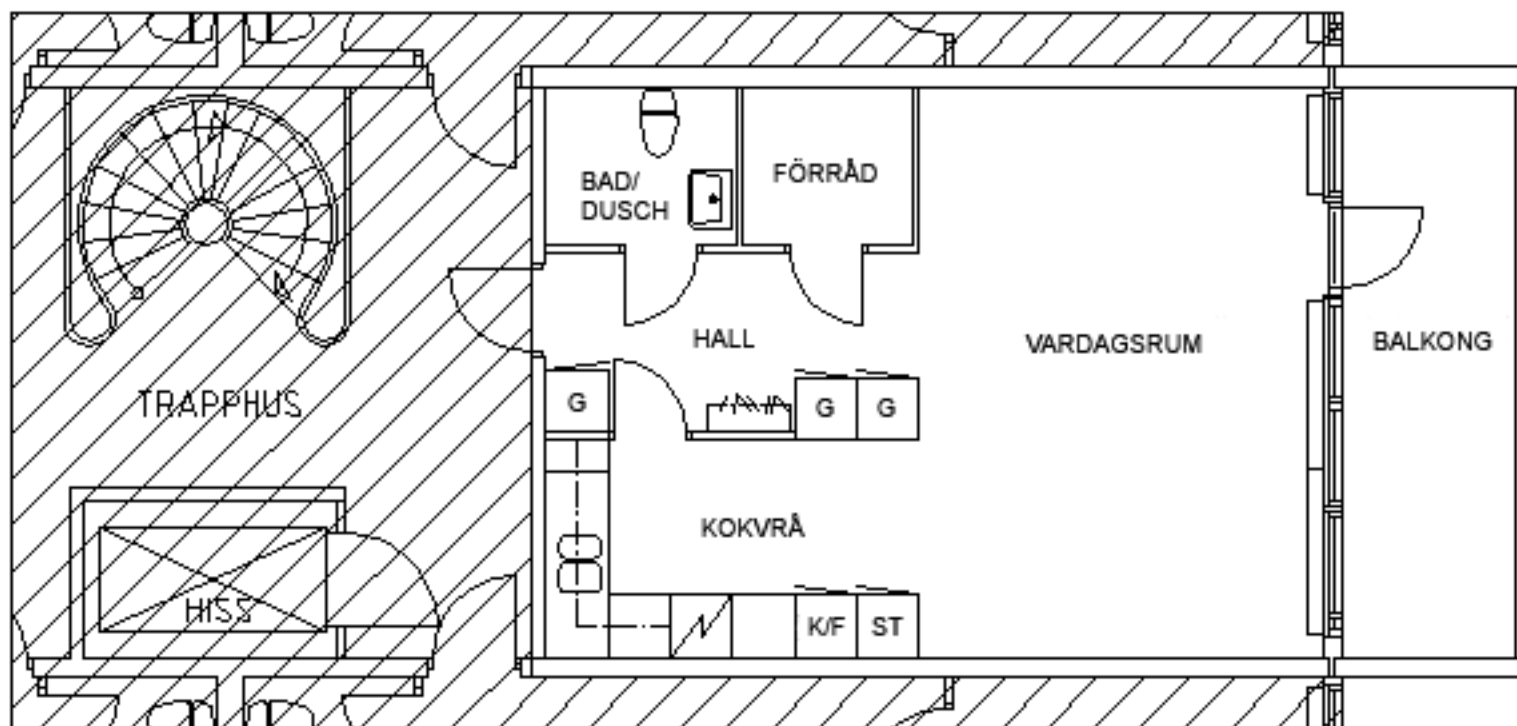 BAD/
DUSCH
FÖRRÅD
HALL
VARDAGSRUM
BALKONG
TRAPPHUS
G
G
G
KOKVRÅ
HISS
K/F
ST